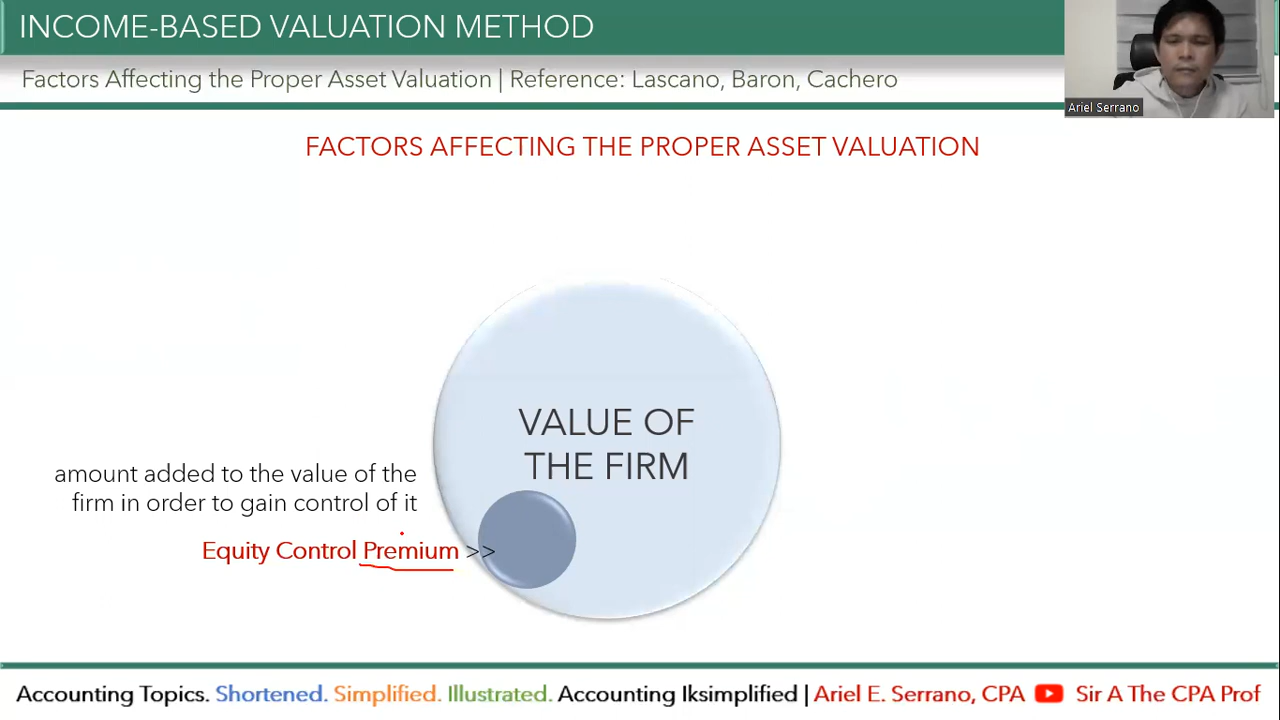 INCOME-BASED VALUATION METHOD
Factors Affecting the Proper Asset Valuation | Reference: Lascano, Baron, Cachero
Ariel Serrano
FACTORS AFFECTING THE PROPER ASSET VALUATION
VALUE OF
THE FIRM
amount added to the value of the
firm in order to gain control of it
Equity Control Premium >>
Accounting Topics. Shortened. Simplified. Illustrated. Accounting Iksimplified | Ariel E. Serrano, CPA Sir A The CPA Prof